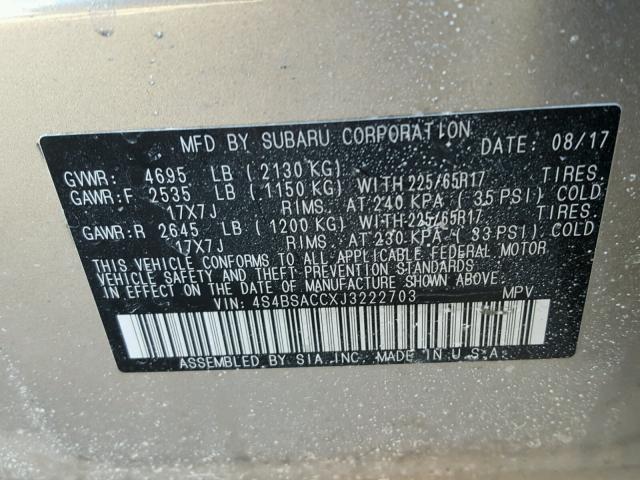 MFD BY SUBARU CORPORATION DATE: 08/17
GVWR: 4695 LB (2130 KG)
GAWR:F 2535 LB (1150 KG) WITH 225/65R17 TIRES.
17X7J RIMS. AT 240 KPA (35 PSI) COLD
GAWR:R 2645 LB (1200 KG) WITH 225/65R17 TIRES.
17X7J RIMS. AT 230 KPA (33 PSI) COLD
THIS VEHICLE CONFORMS TO ALL APPLICABLE FEDERAL MOTOR
VEHICLE SAFETY AND THEFT PREVENTION STANDARDS IN EFFECT
ON THE DATE OF MANUFACTURE SHOWN ABOVE.
VIN: 4S4BSACCXJ3222703 MPV
ASSEMBLED BY SIA, INC. MADE IN U.S.A.